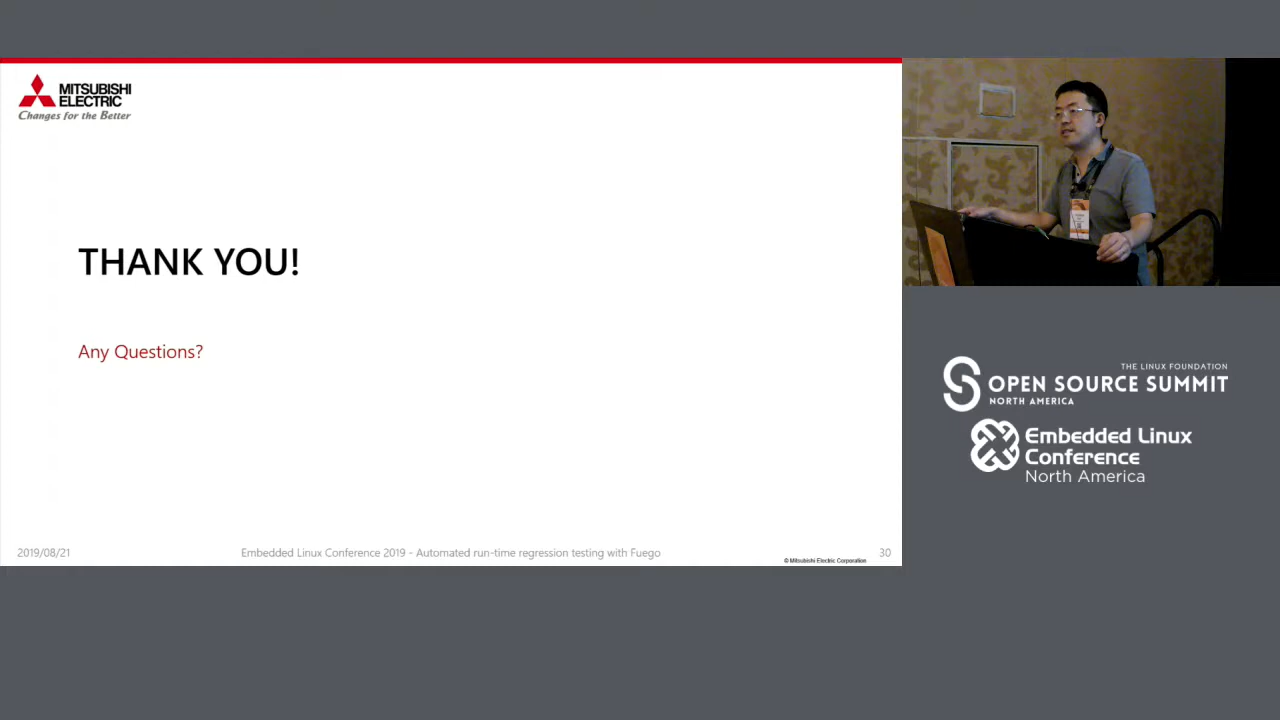 MITSUBISHI
ELECTRIC
Changes for the Better
THANK YOU!
Any Questions?
2019/08/21
Embedded Linux Conference 2019 - Automated run-time regression testing with Fuego
© Mitsubishi Electric Corporation
30
THE LINUX FOUNDATION
OPEN SOURCE SUMMIT
NORTH AMERICA
Embedded Linux
Conference
North America